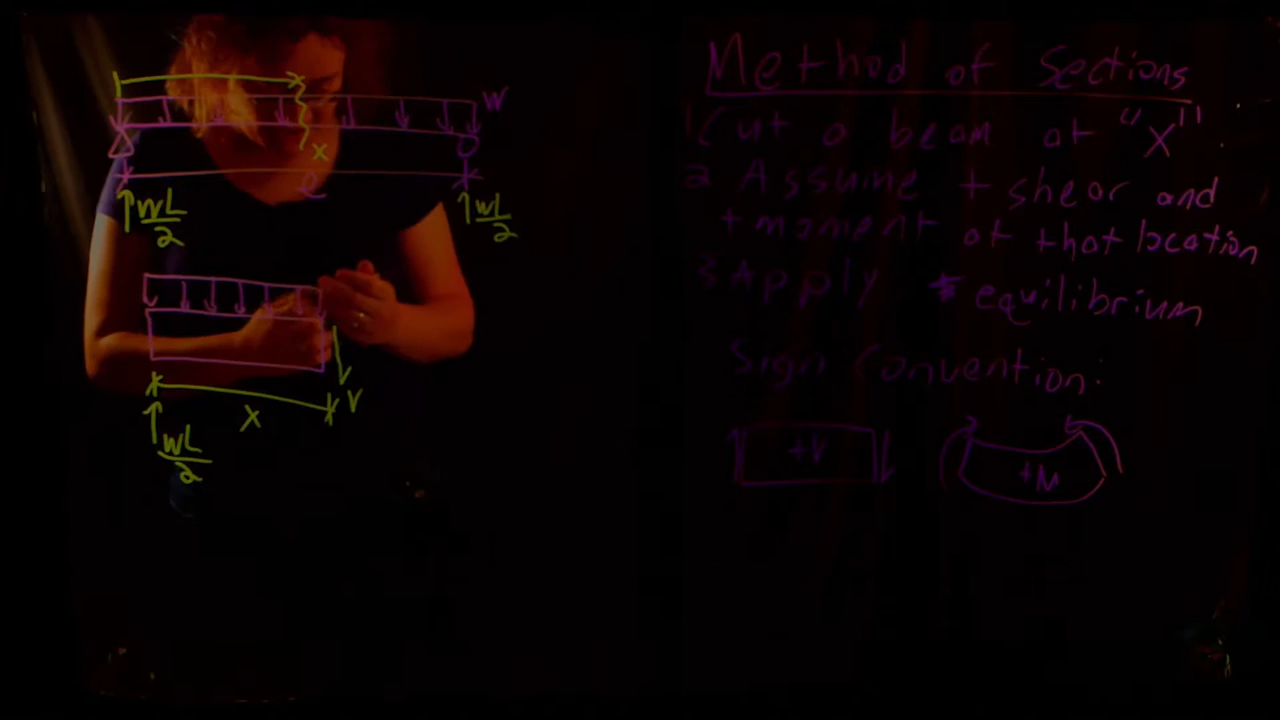 Method of Sections
1 Cut a beam at "X"
2 Assume + shear and
+ moment at that location
3 Apply equilibrium
Sign Convention:
+V
+M
W
x
l
WL/2
WL/2
V
X
WL/2